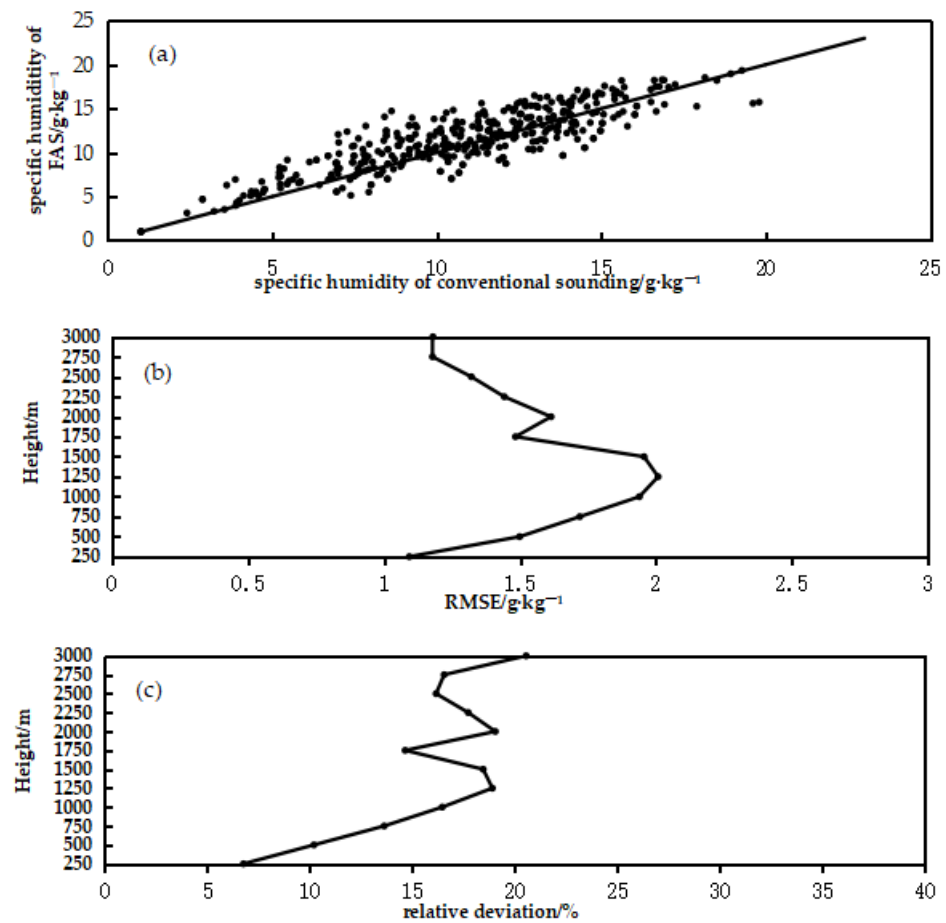 specific humiditity of
FAS/g·kg⁻¹
25
20
15
10
5
0
(a)
0 5 10 15 20 25
specific humidity of conventional sounding/g·kg⁻¹
Height/m
3000
2750
2500
2250
2000
1750
1500
1250
1000
750
500
250
(b)
0 0.5 1 1.5 2 2.5 3
RMSE/g·kg⁻¹
Height/m
3000
2750
2500
2250
2000
1750
1500
1250
1000
750
500
250
(c)
0 5 10 15 20 25 30 35 40
relative deviation/%